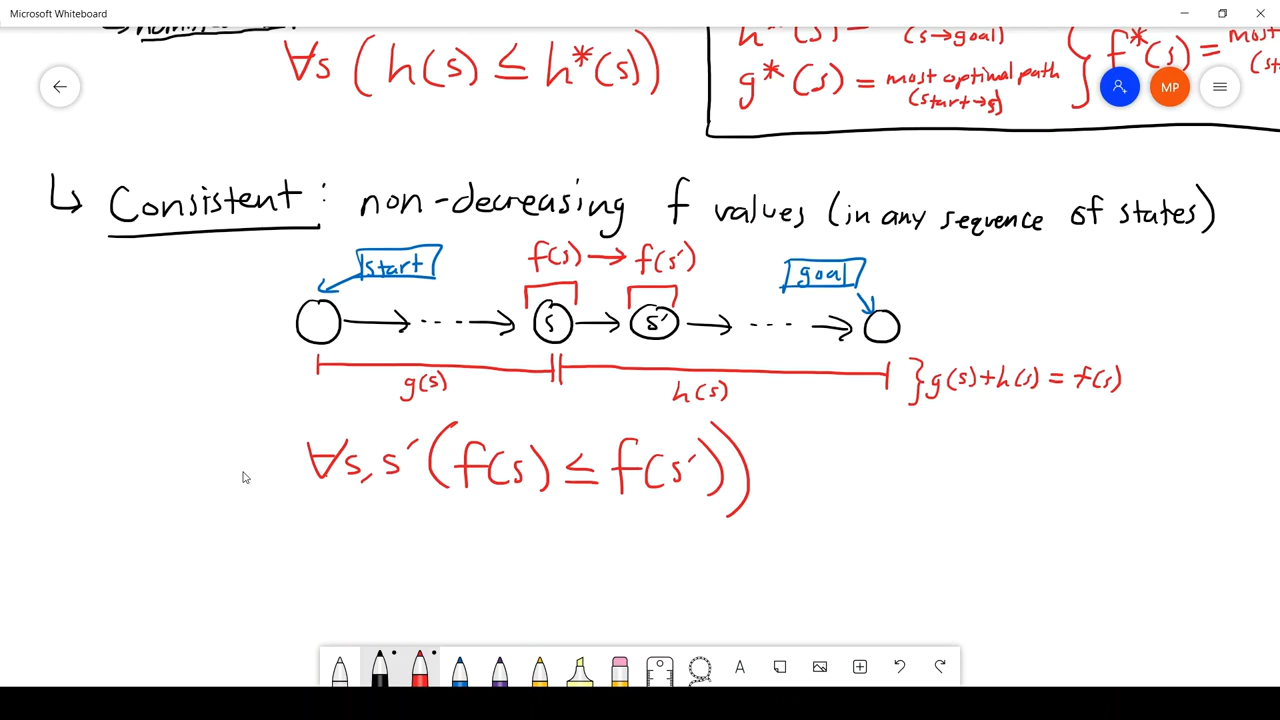 Microsoft Whiteboard
∀s (h(s) ≤ h*(s))
(s→goal)
g*(s) = most optimal path
(start→s)
f*(s) = most
MP
↳ Consistent: non-decreasing f values (in any sequence of states)
f(s) → f(s')
start
goal
s
s'
g(s)
h(s)
}g(s)+h(s) = f(s)
∀s, s' (f(s) ≤ f(s'))
A